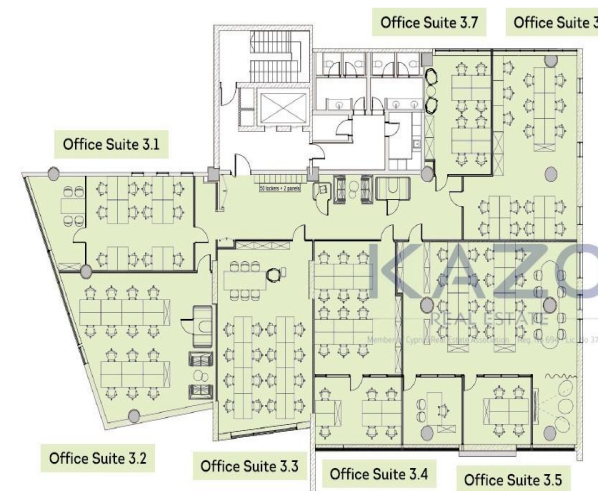 Office Suite 3.7
Office Suite 3
Office Suite 3.1
50 lockers + 2 panels
KAZO
REAL ESTATE
Office Suite 3.2
Office Suite 3.3
Office Suite 3.4
Office Suite 3.5